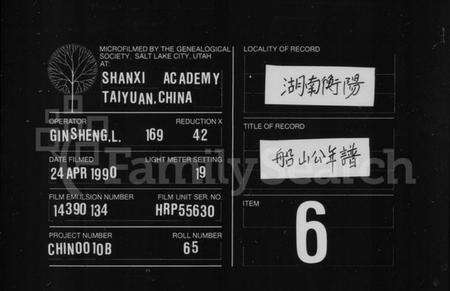 MICROFILMED BY THE GENEALOGICAL
SOCIETY, SALT LAKE CITY, UTAH
AT:
SHANXI ACADEMY
TAIYUAN, CHINA
OPERATOR
REDUCTION X
GINSHENG, L. 169 42
DATE FILMED
LIGHT METER SETTING
24 APR 1990 19
FILM EMULSION NUMBER
FILM UNIT SER. NO.
14390 134 HRP55630
PROJECT NUMBER
ROLL NUMBER
CHIN0010B 65
LOCALITY OF RECORD
湖南衡陽
TITLE OF RECORD
船山公年譜
ITEM
6
FamilySearch